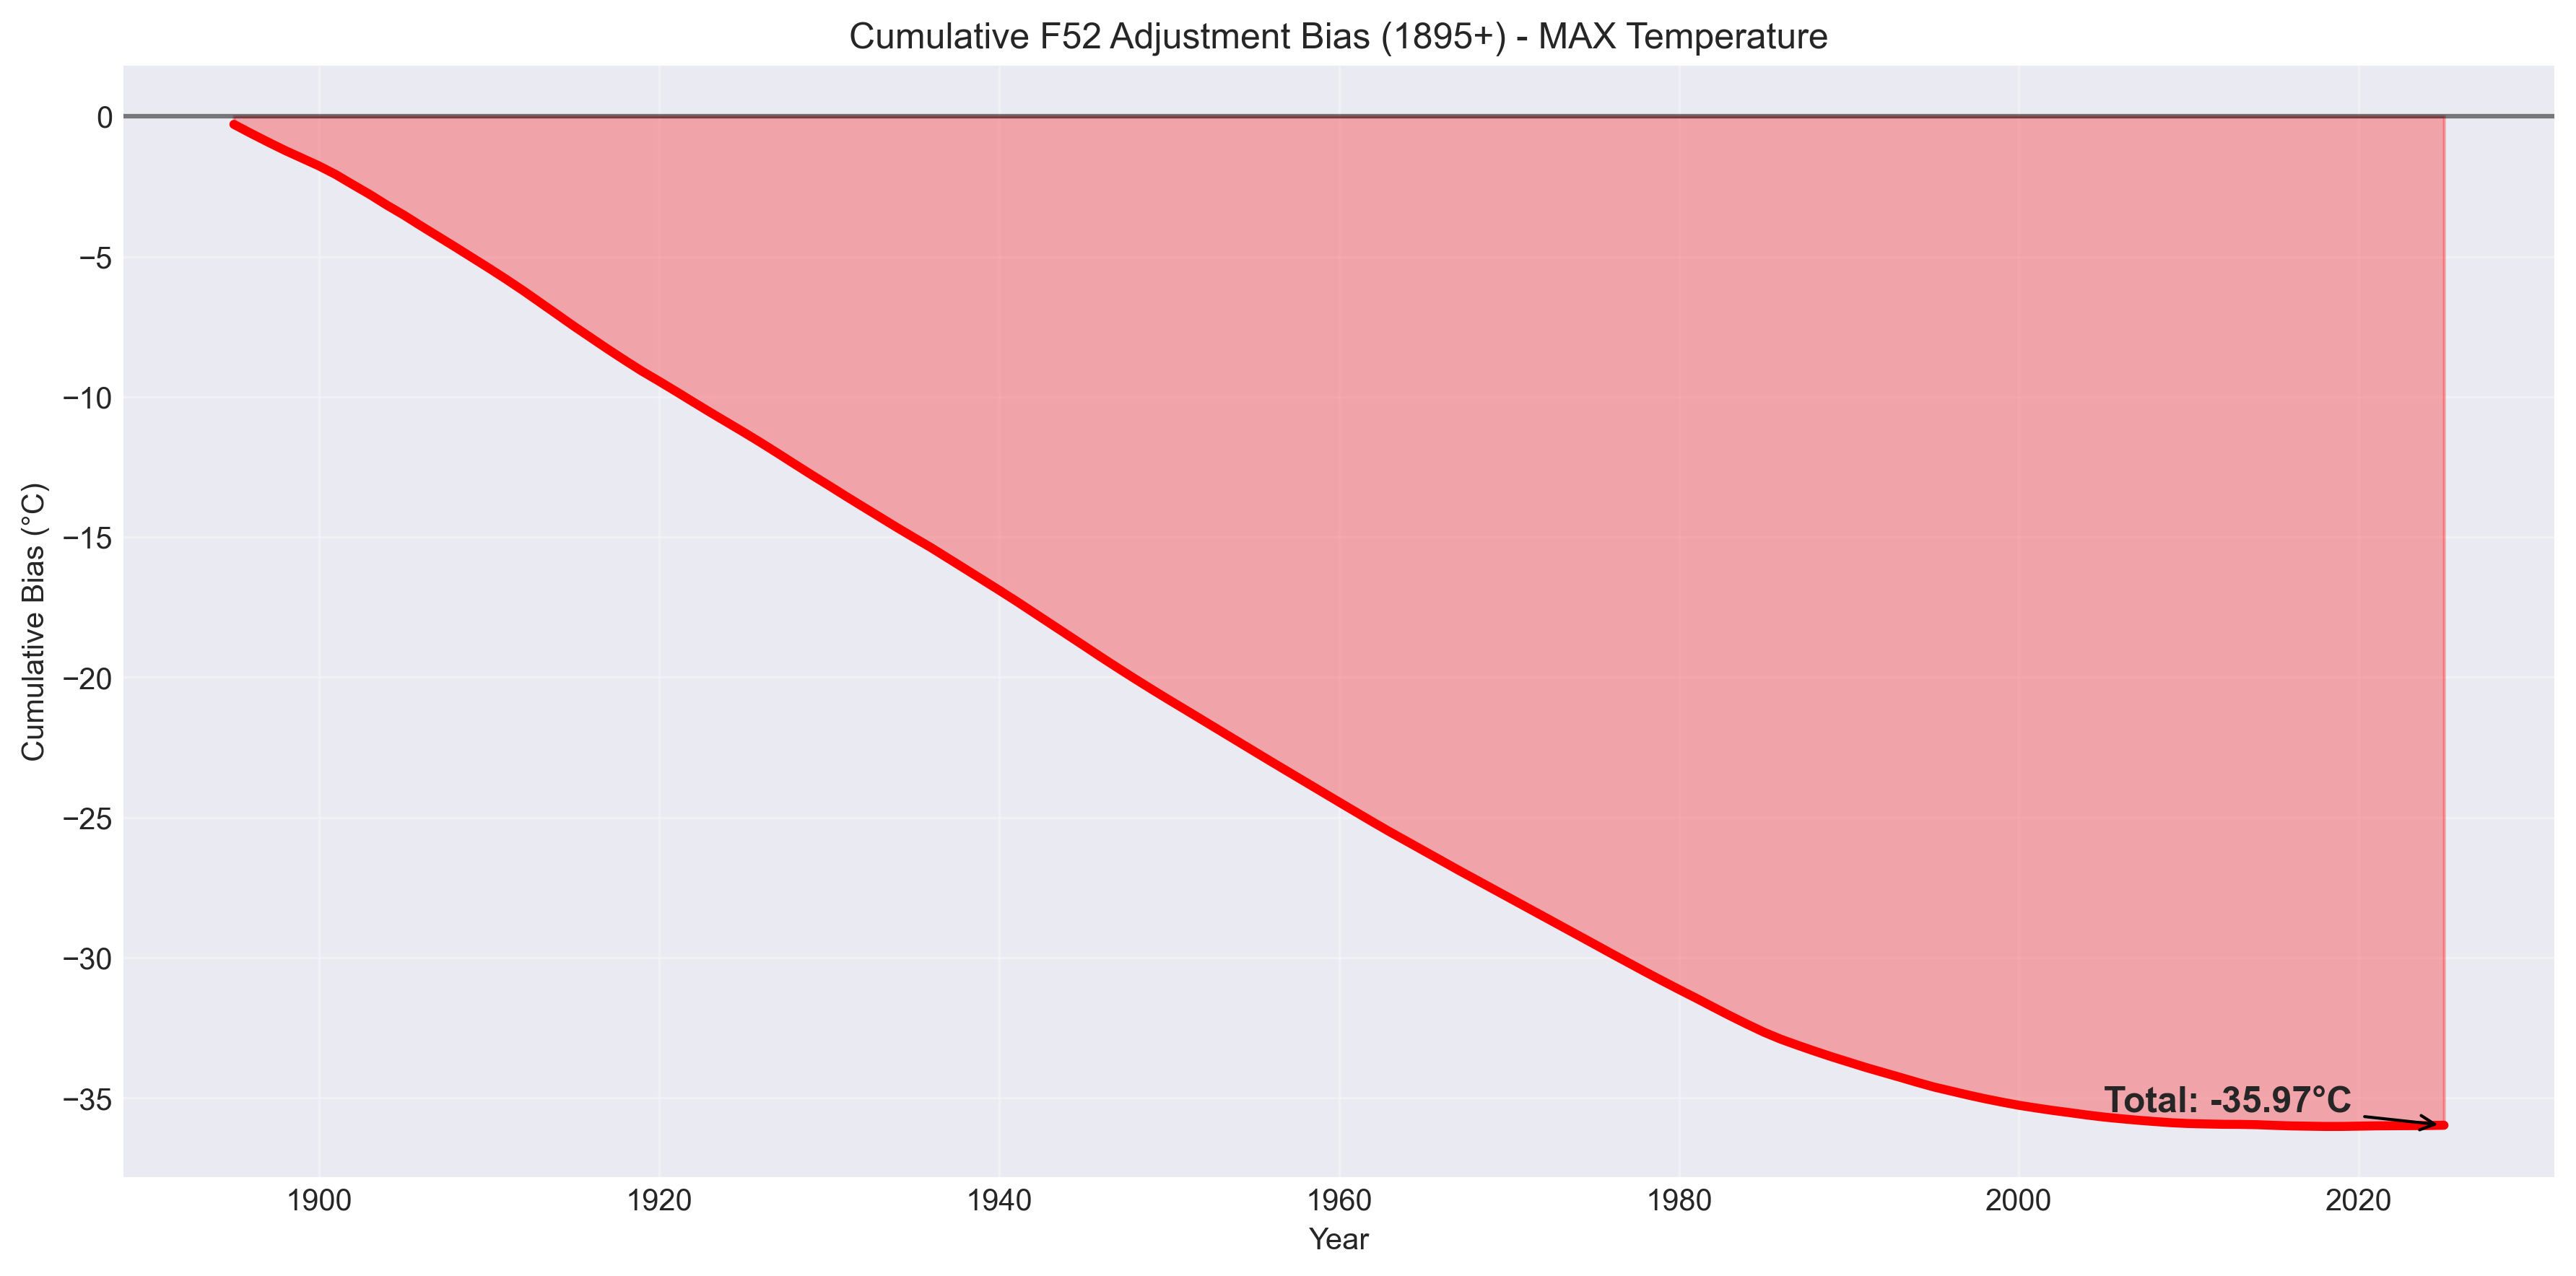 Cumulative F52 Adjustment Bias (1895+) - MAX Temperature
Cumulative Bias (°C)
0
−5
−10
−15
−20
−25
−30
−35
Total: -35.97°C
1900 1920 1940 1960 1980 2000 2020
Year